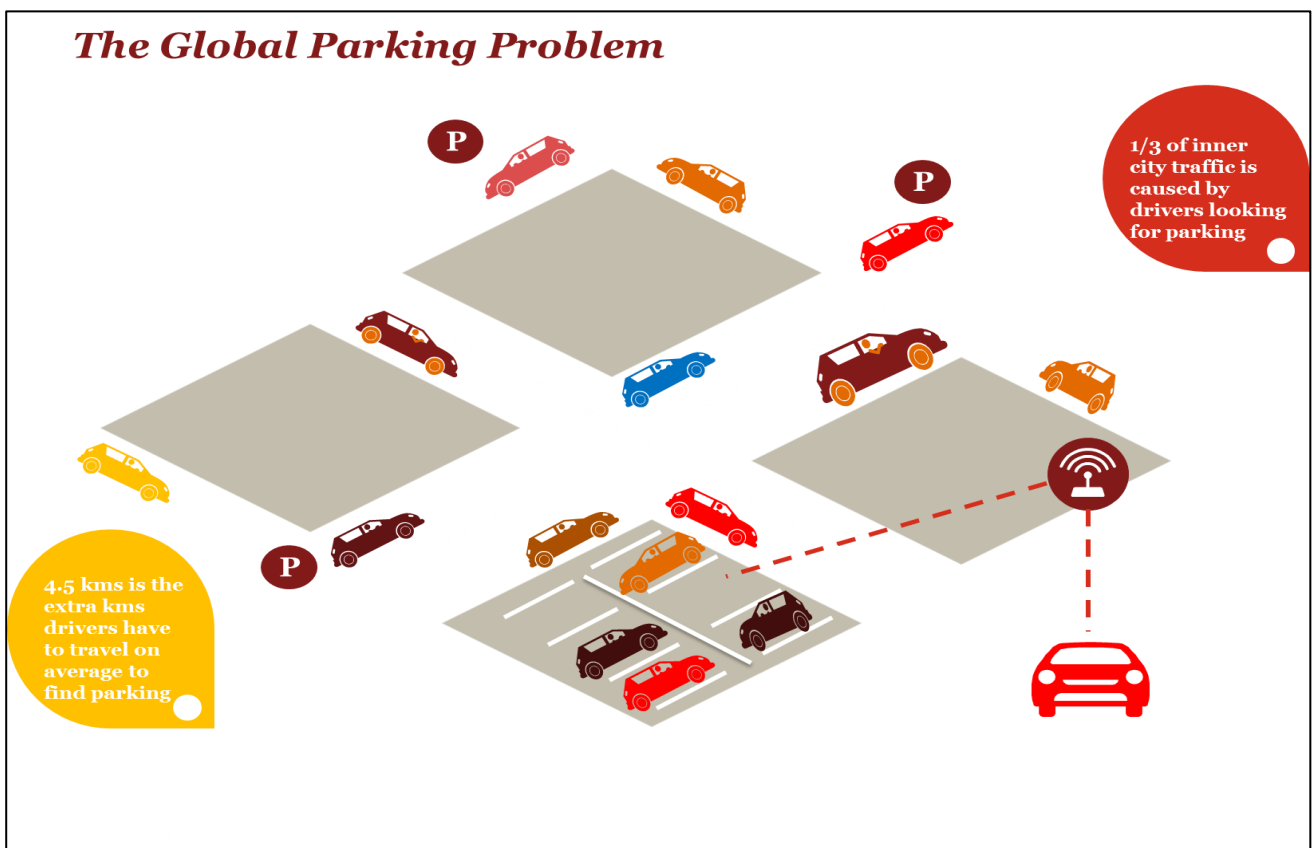 The Global Parking Problem
P
P
1/3 of inner
city traffic is
caused by
drivers looking
for parking
P
4.5 kms is the
extra kms
drivers have
to travel on
average to
find parking